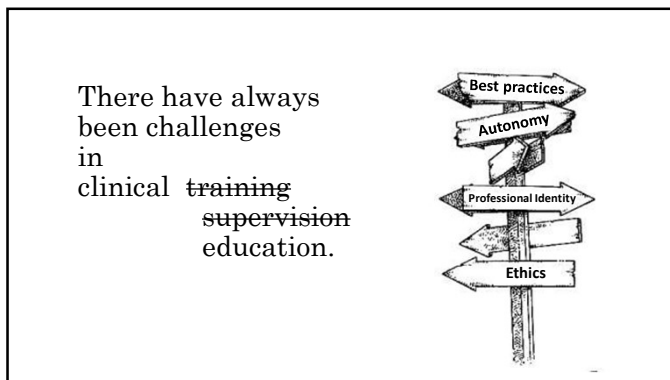 There have always
been challenges
in
clinical training
supervision
education.
Best practices
Autonomy
Professional Identity
Ethics